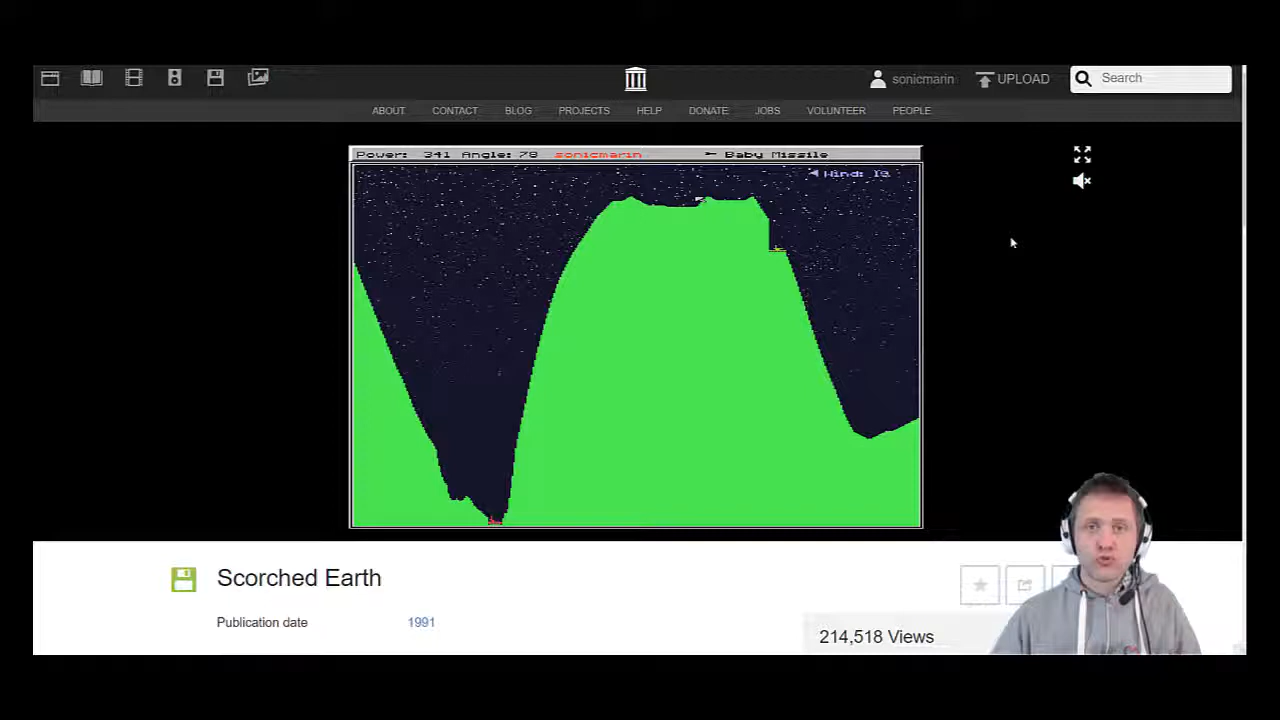 sonicmarin UPLOAD Search
ABOUT CONTACT BLOG PROJECTS HELP DONATE JOBS VOLUNTEER PEOPLE
Power: 341 Angle: 78 sonicmarin Baby Missile
Scorched Earth
Publication date 1991
214,518 Views
Wind: